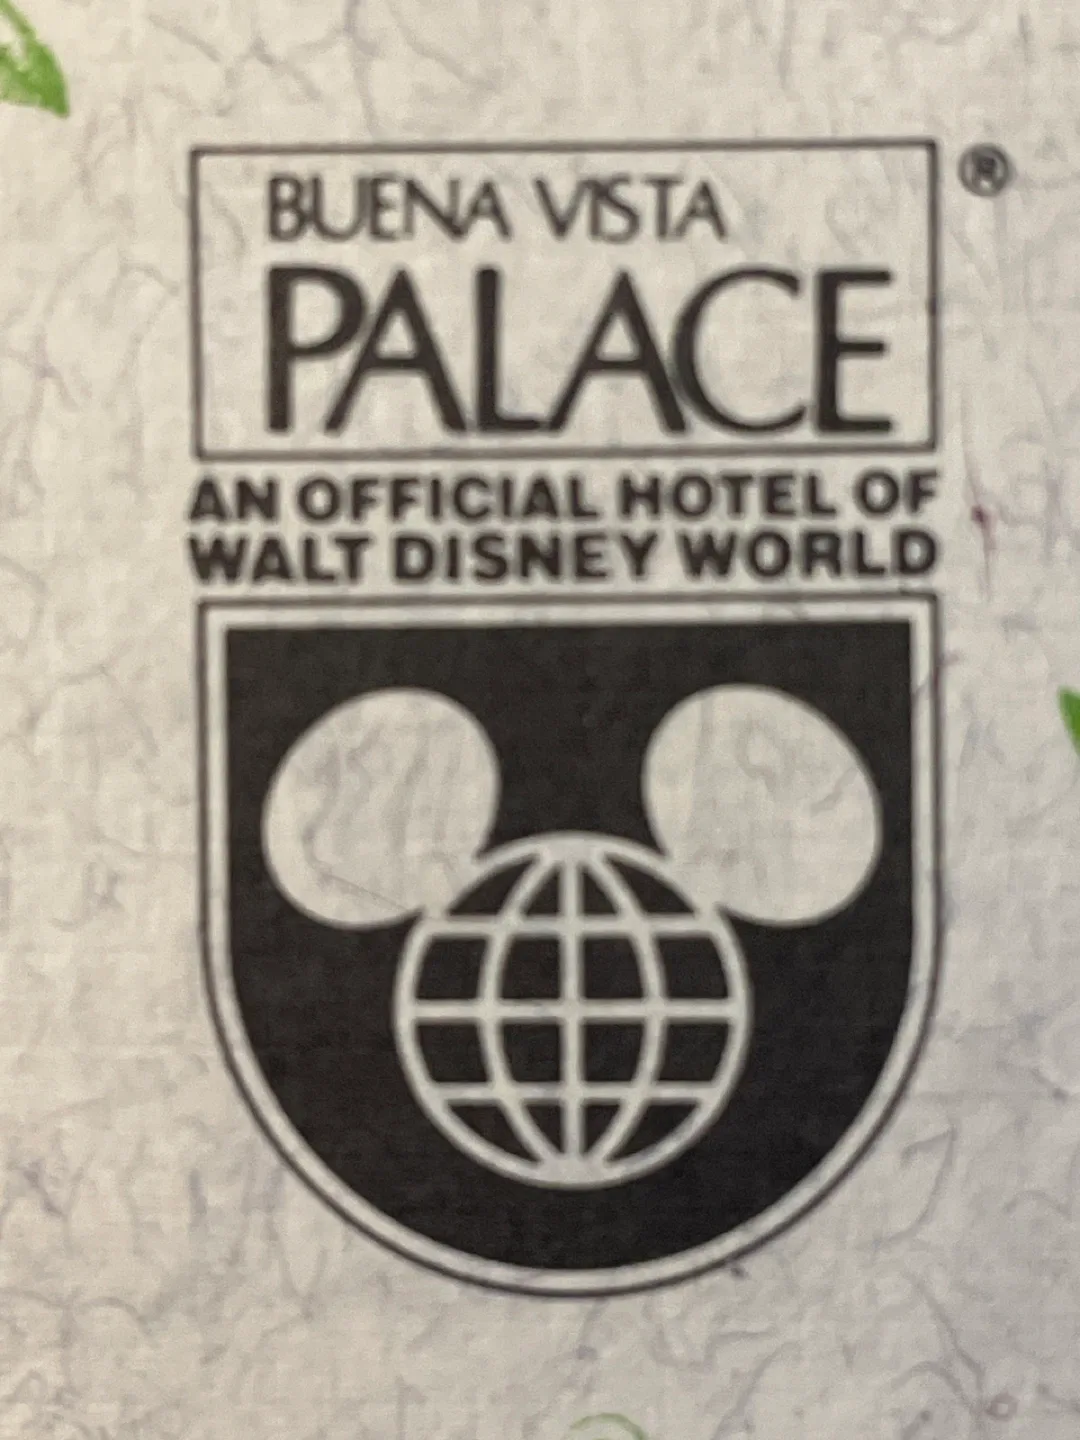 BUENA VISTA
PALACE ®
AN OFFICIAL HOTEL OF
WALT DISNEY WORLD